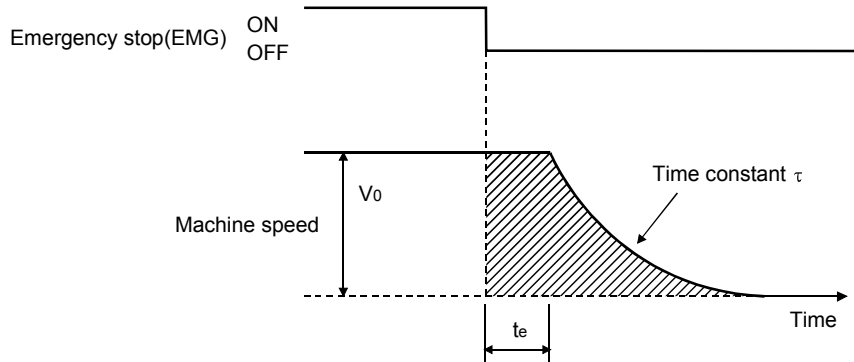 ON
Emergency stop(EMG)
OFF
V0
Time constant τ
Machine speed
Time
te